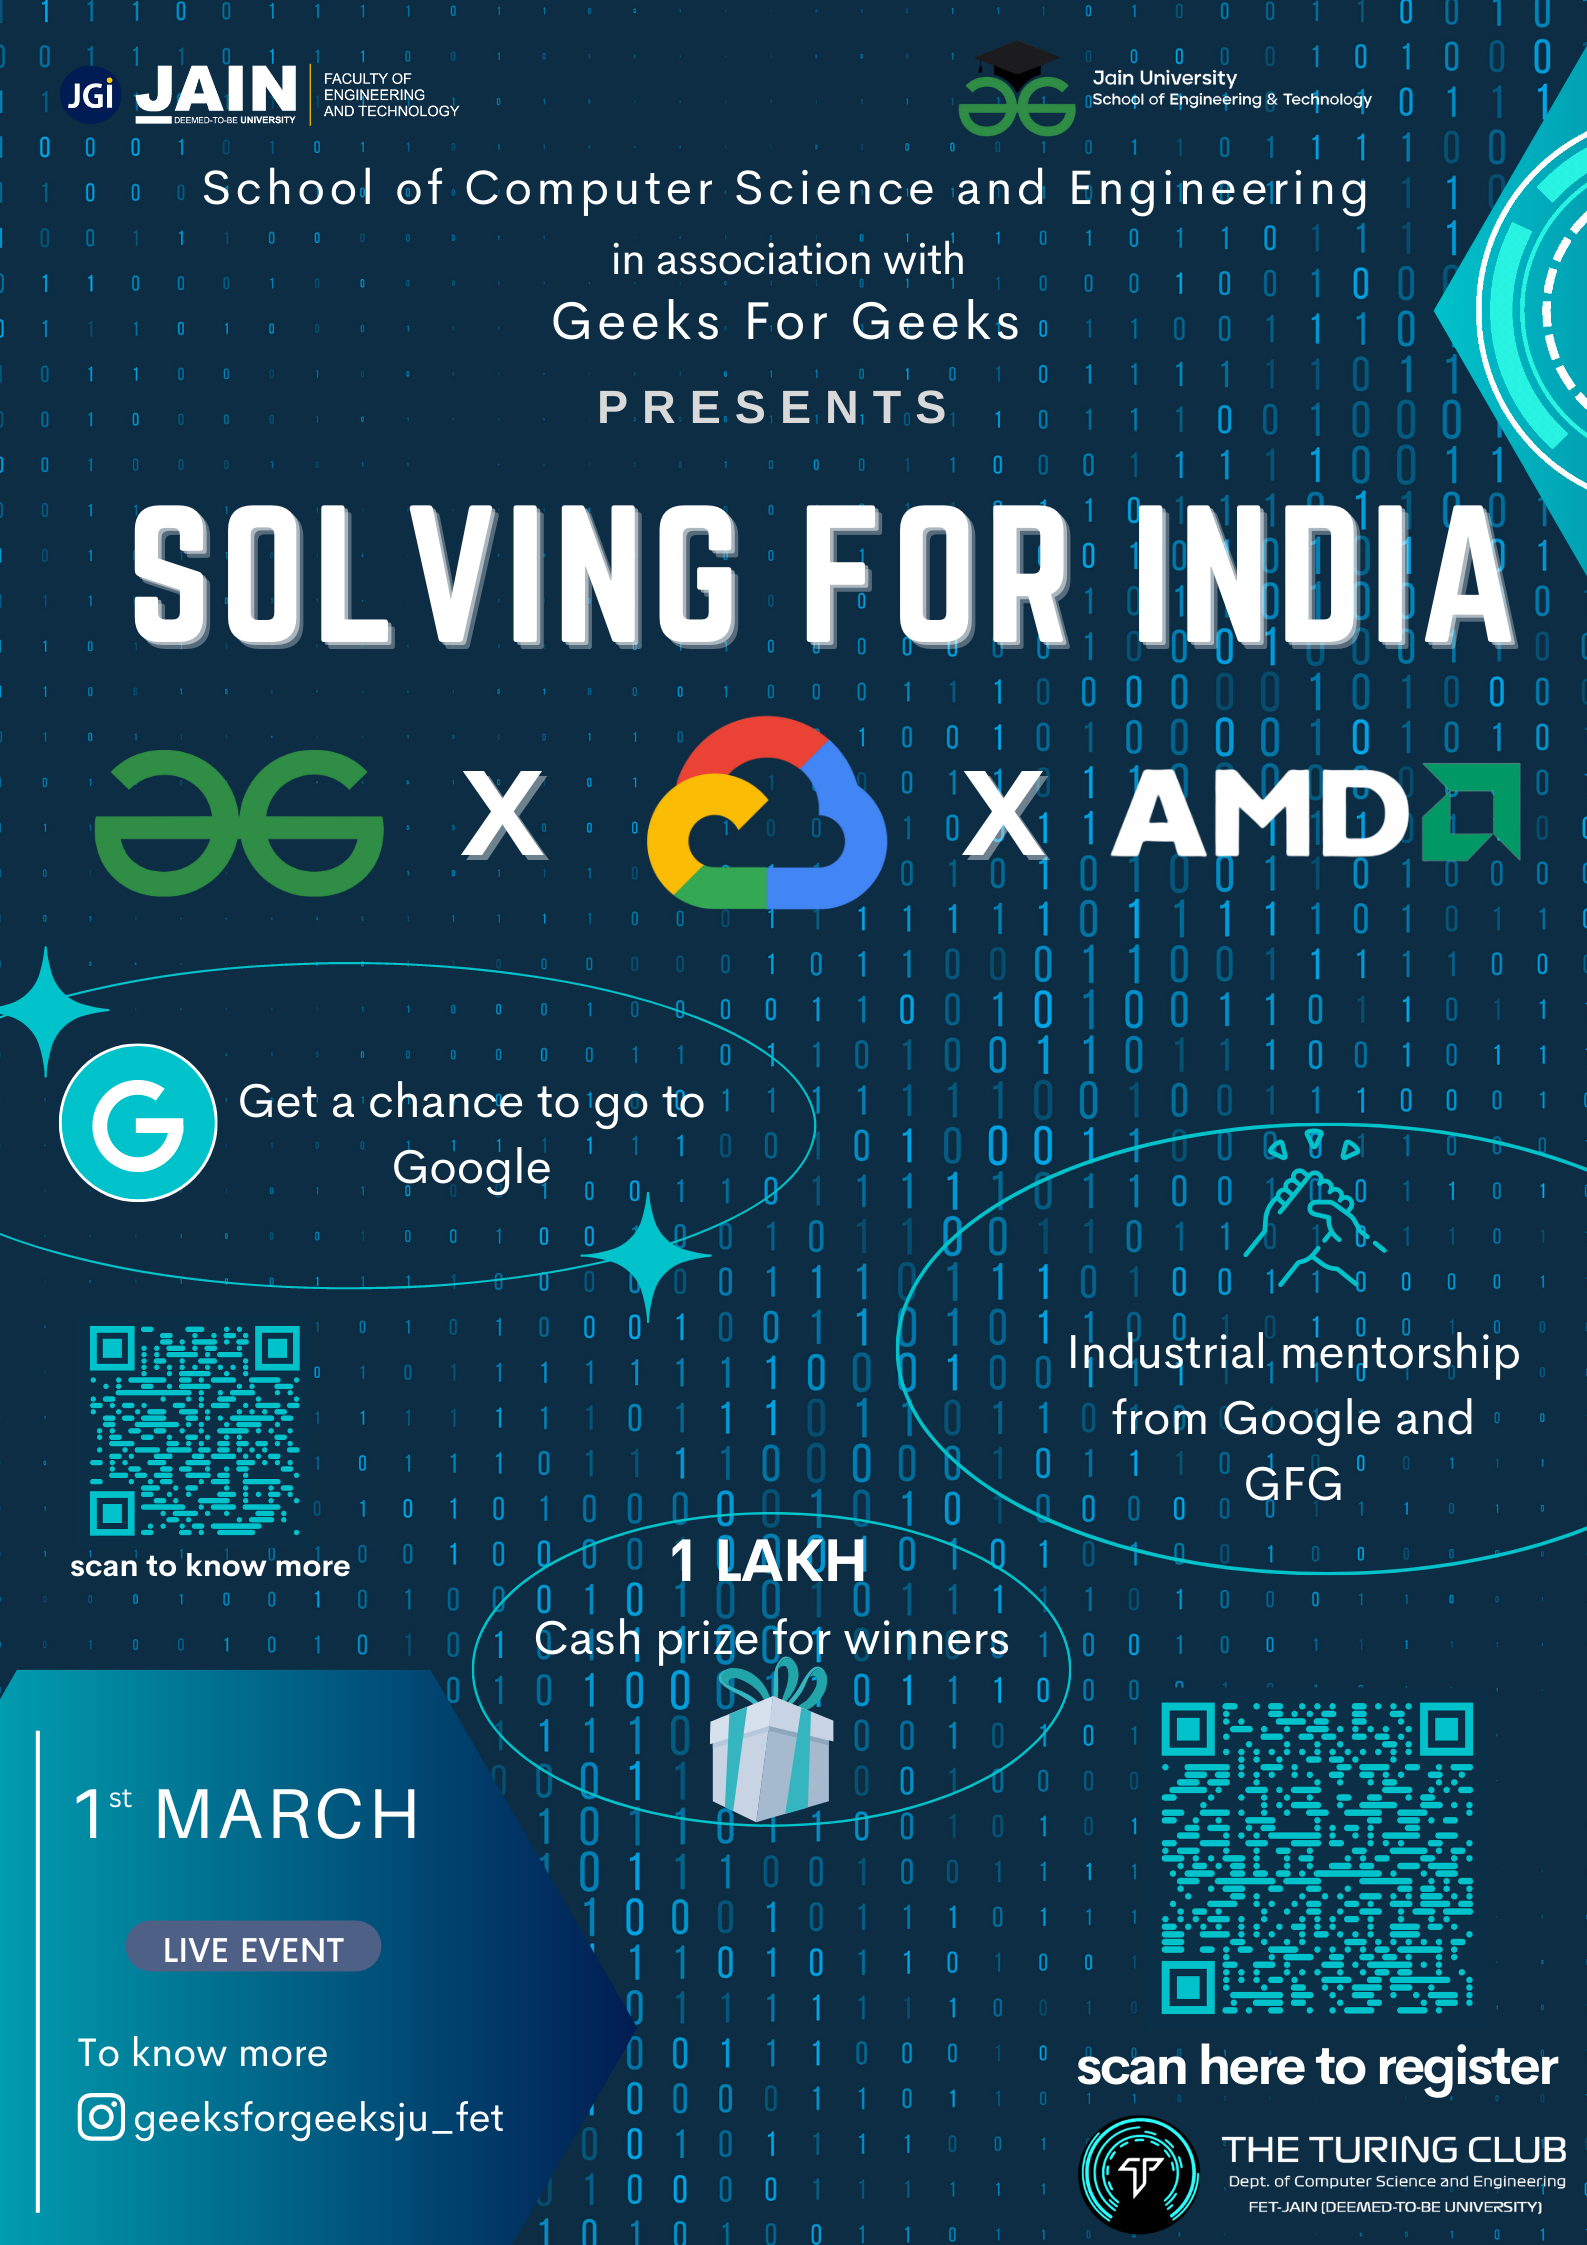 JGi JAIN DEEMED-TO-BE UNIVERSITY
FACULTY OF
ENGINEERING
AND TECHNOLOGY
Jain University
School of Engineering & Technology
School of Computer Science and Engineering
in association with
Geeks For Geeks
PRESENTS
SOLVING FOR INDIA
X X AMD
Get a chance to go to
Google
Industrial mentorship
from Google and
GFG
scan to know more
1 LAKH
Cash prize for winners
1st MARCH
LIVE EVENT
To know more
geeksforgeeksju_fet
scan here to register
THE TURING CLUB
Dept. of Computer Science and Engineering
FET-JAIN (DEEMED-TO-BE UNIVERSITY)